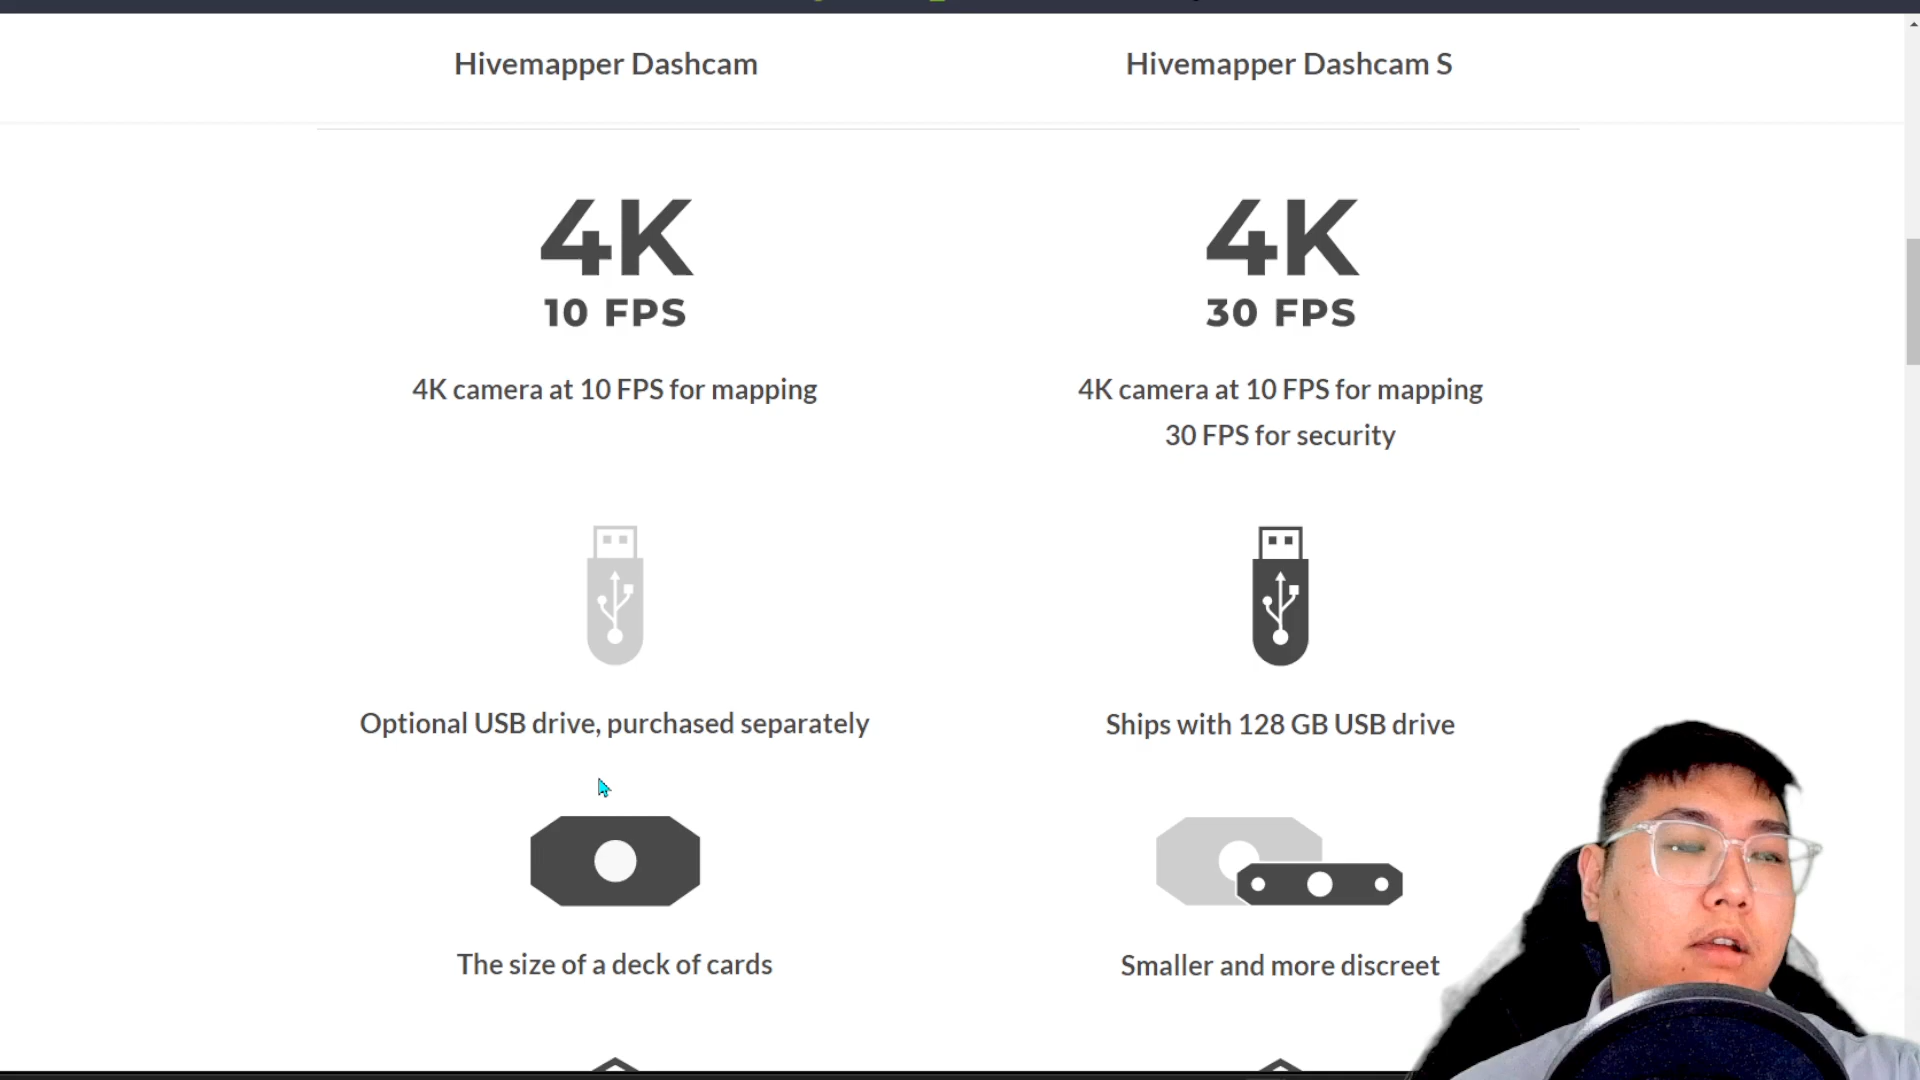 Hivemapper Dashcam
Hivemapper Dashcam S
4K
10 FPS
4K
30 FPS
4K camera at 10 FPS for mapping
4K camera at 10 FPS for mapping
30 FPS for security
Optional USB drive, purchased separately
Ships with 128 GB USB drive
The size of a deck of cards
Smaller and more discreet